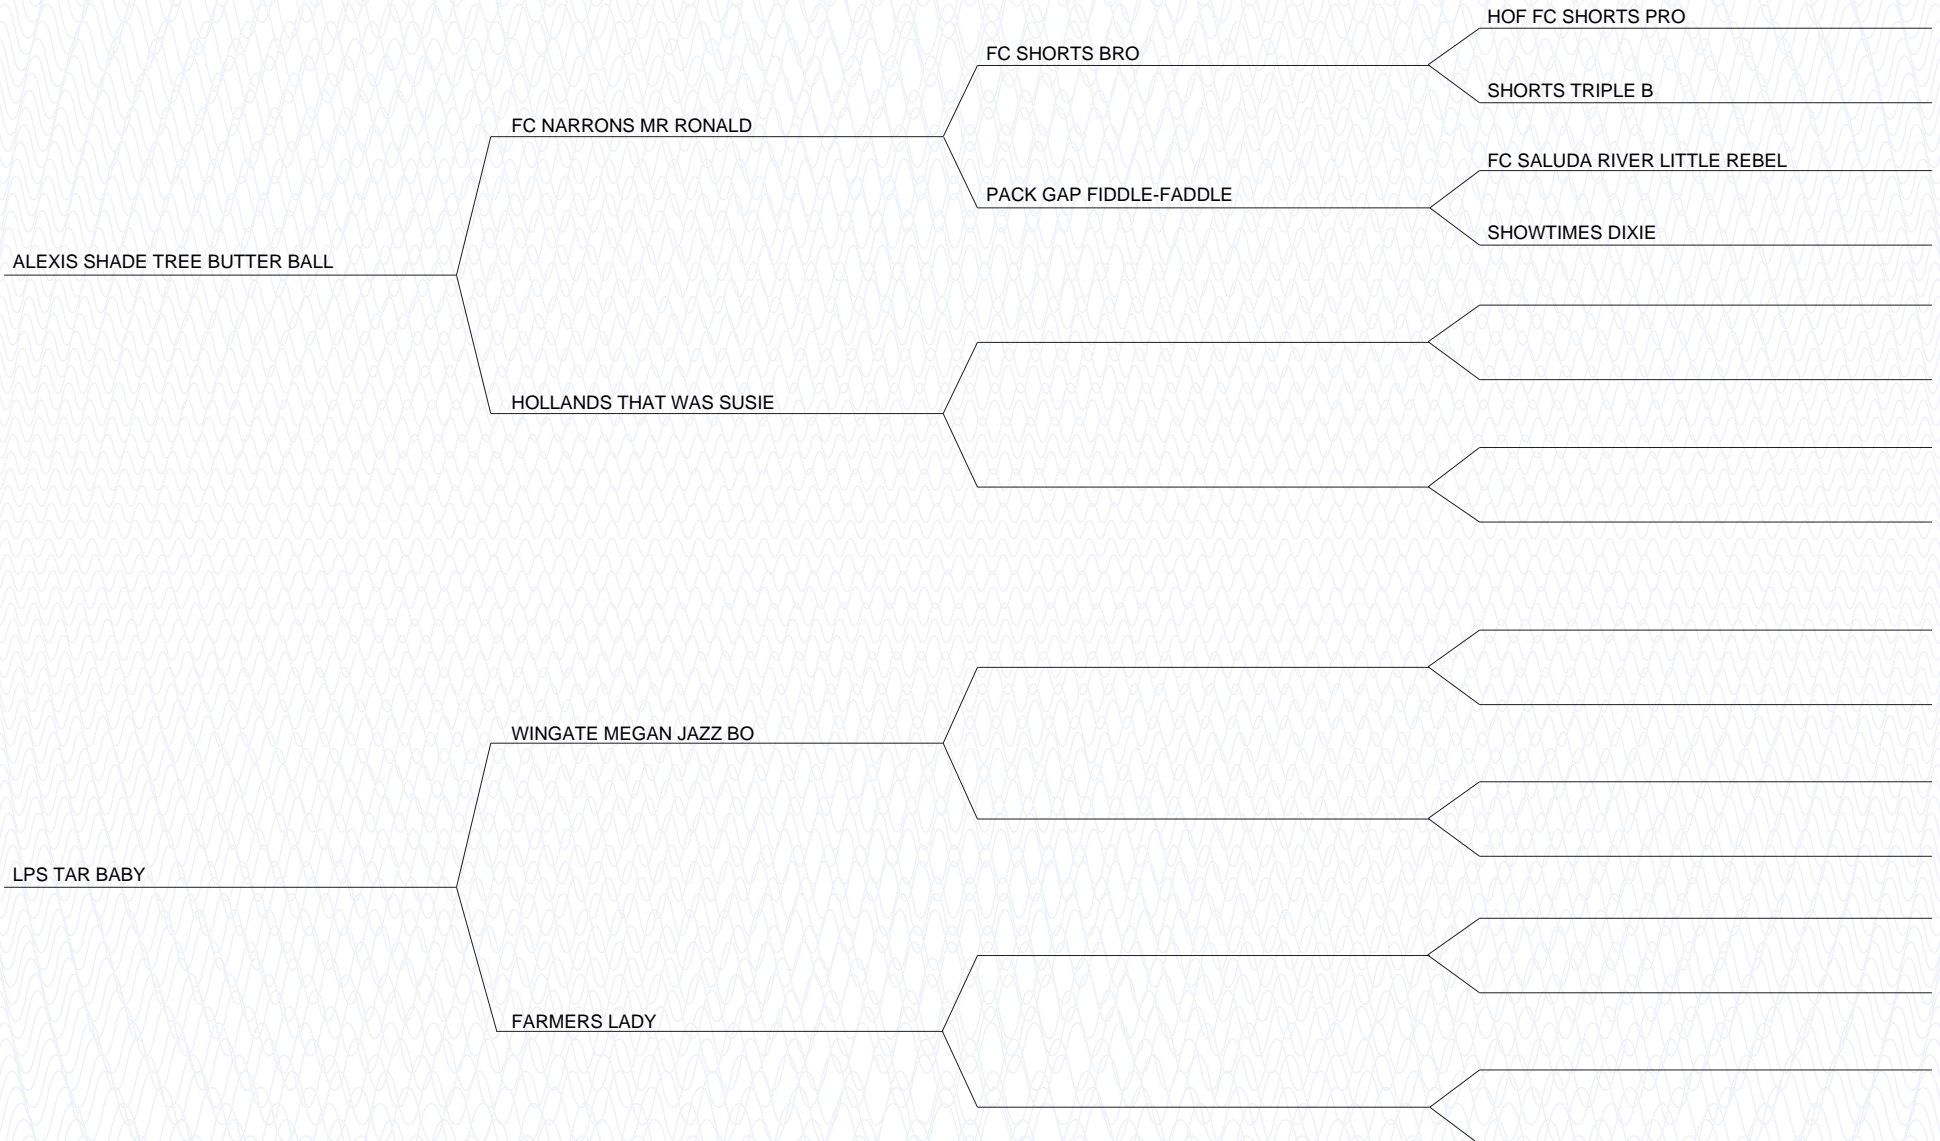 HOF FC SHORTS PRO
FC SHORTS BRO
SHORTS TRIPLE B
FC NARRONS MR RONALD
FC SALUDA RIVER LITTLE REBEL
PACK GAP FIDDLE-FADDLE
SHOWTIMES DIXIE
ALEXIS SHADE TREE BUTTER BALL
HOLLANDS THAT WAS SUSIE
WINGATE MEGAN JAZZ BO
LPS TAR BABY
FARMERS LADY